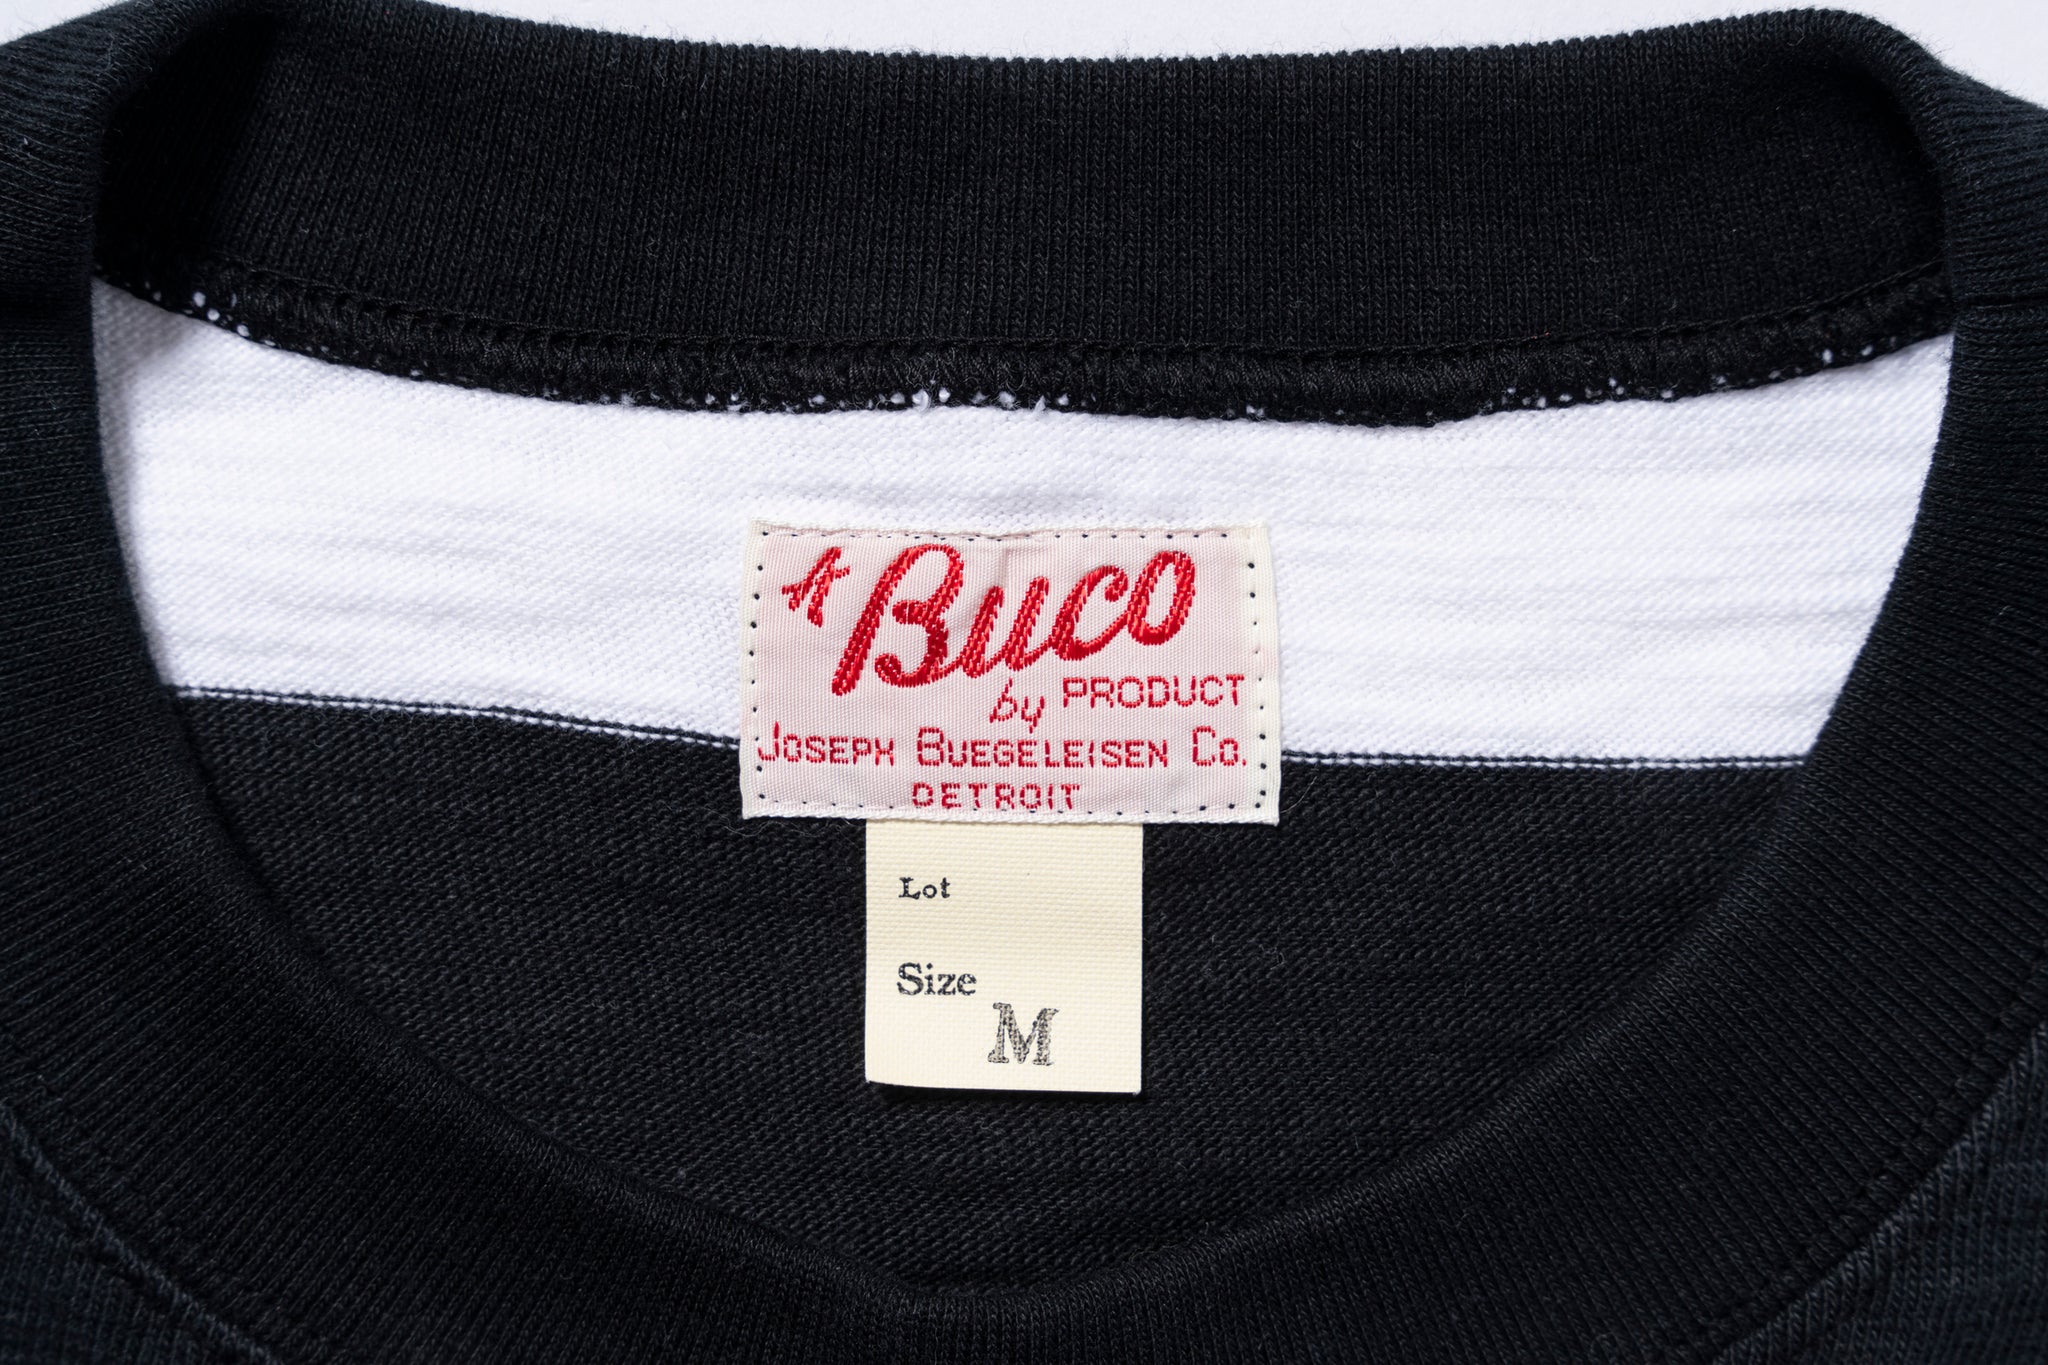 A Buco
by PRODUCT
JOSEPH BUEGELEISEN CO.
DETROIT
Lot
Size
M